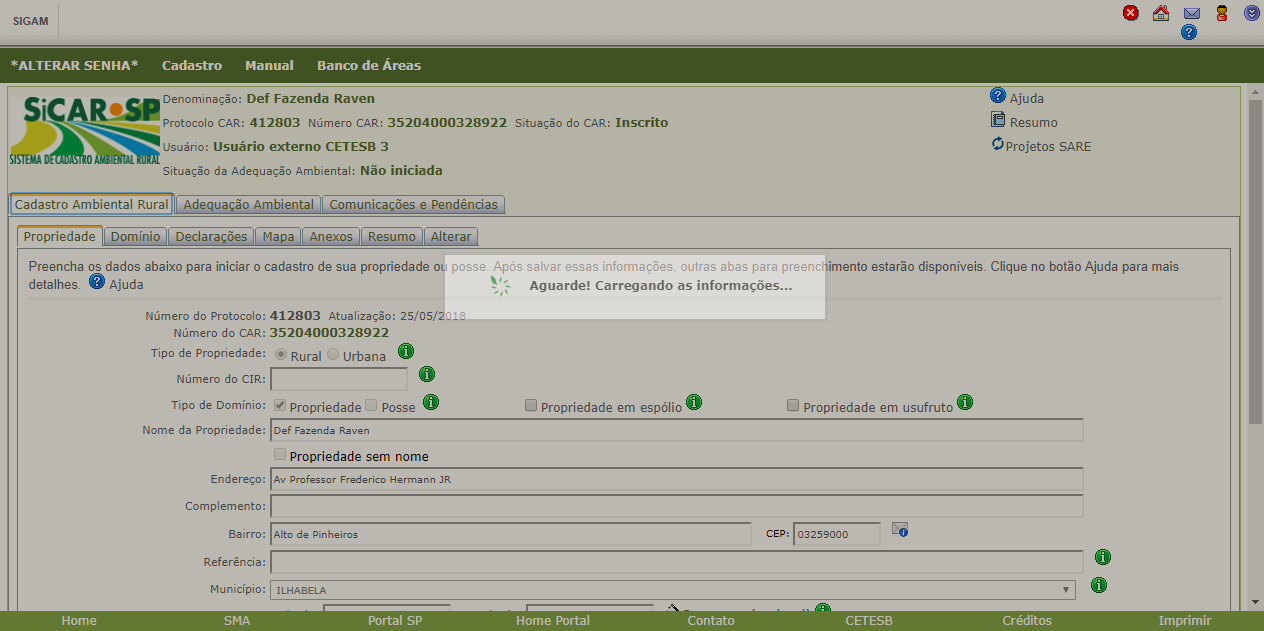 SIGAM
*ALTERAR SENHA* Cadastro Manual Banco de Áreas
SiCAR•SP
SISTEMA DE CADASTRO AMBIENTAL RURAL
Denominação: Def Fazenda Raven
Protocolo CAR: 412803 Número CAR: 35204000328922 Situação do CAR: Inscrito
Usuário: Usuário externo CETESB 3
Situação da Adequação Ambiental: Não iniciada
Ajuda
Resumo
Projetos SARE
Cadastro Ambiental Rural Adequação Ambiental Comunicações e Pendências
Propriedade Domínio Declarações Mapa Anexos Resumo Alterar
Preencha os dados abaixo para iniciar o cadastro de sua propriedade ou posse. Após salvar essas informações, outras abas para preenchimento estarão disponíveis. Clique no botão Ajuda para mais
detalhes. Ajuda
Aguarde! Carregando as informações...
Número do Protocolo: 412803 Atualização: 25/05/2018
Número do CAR: 35204000328922
Tipo de Propriedade: Rural Urbana
Número do CIR:
Tipo de Domínio: Propriedade Posse Propriedade em espólio Propriedade em usufruto
Nome da Propriedade: Def Fazenda Raven
Propriedade sem nome
Endereço: Av Professor Frederico Hermann JR
Complemento:
Bairro: Alto de Pinheiros CEP: 03259000
Referência:
Município: ILHABELA
Home SMA Portal SP Home Portal Contato CETESB Créditos Imprimir